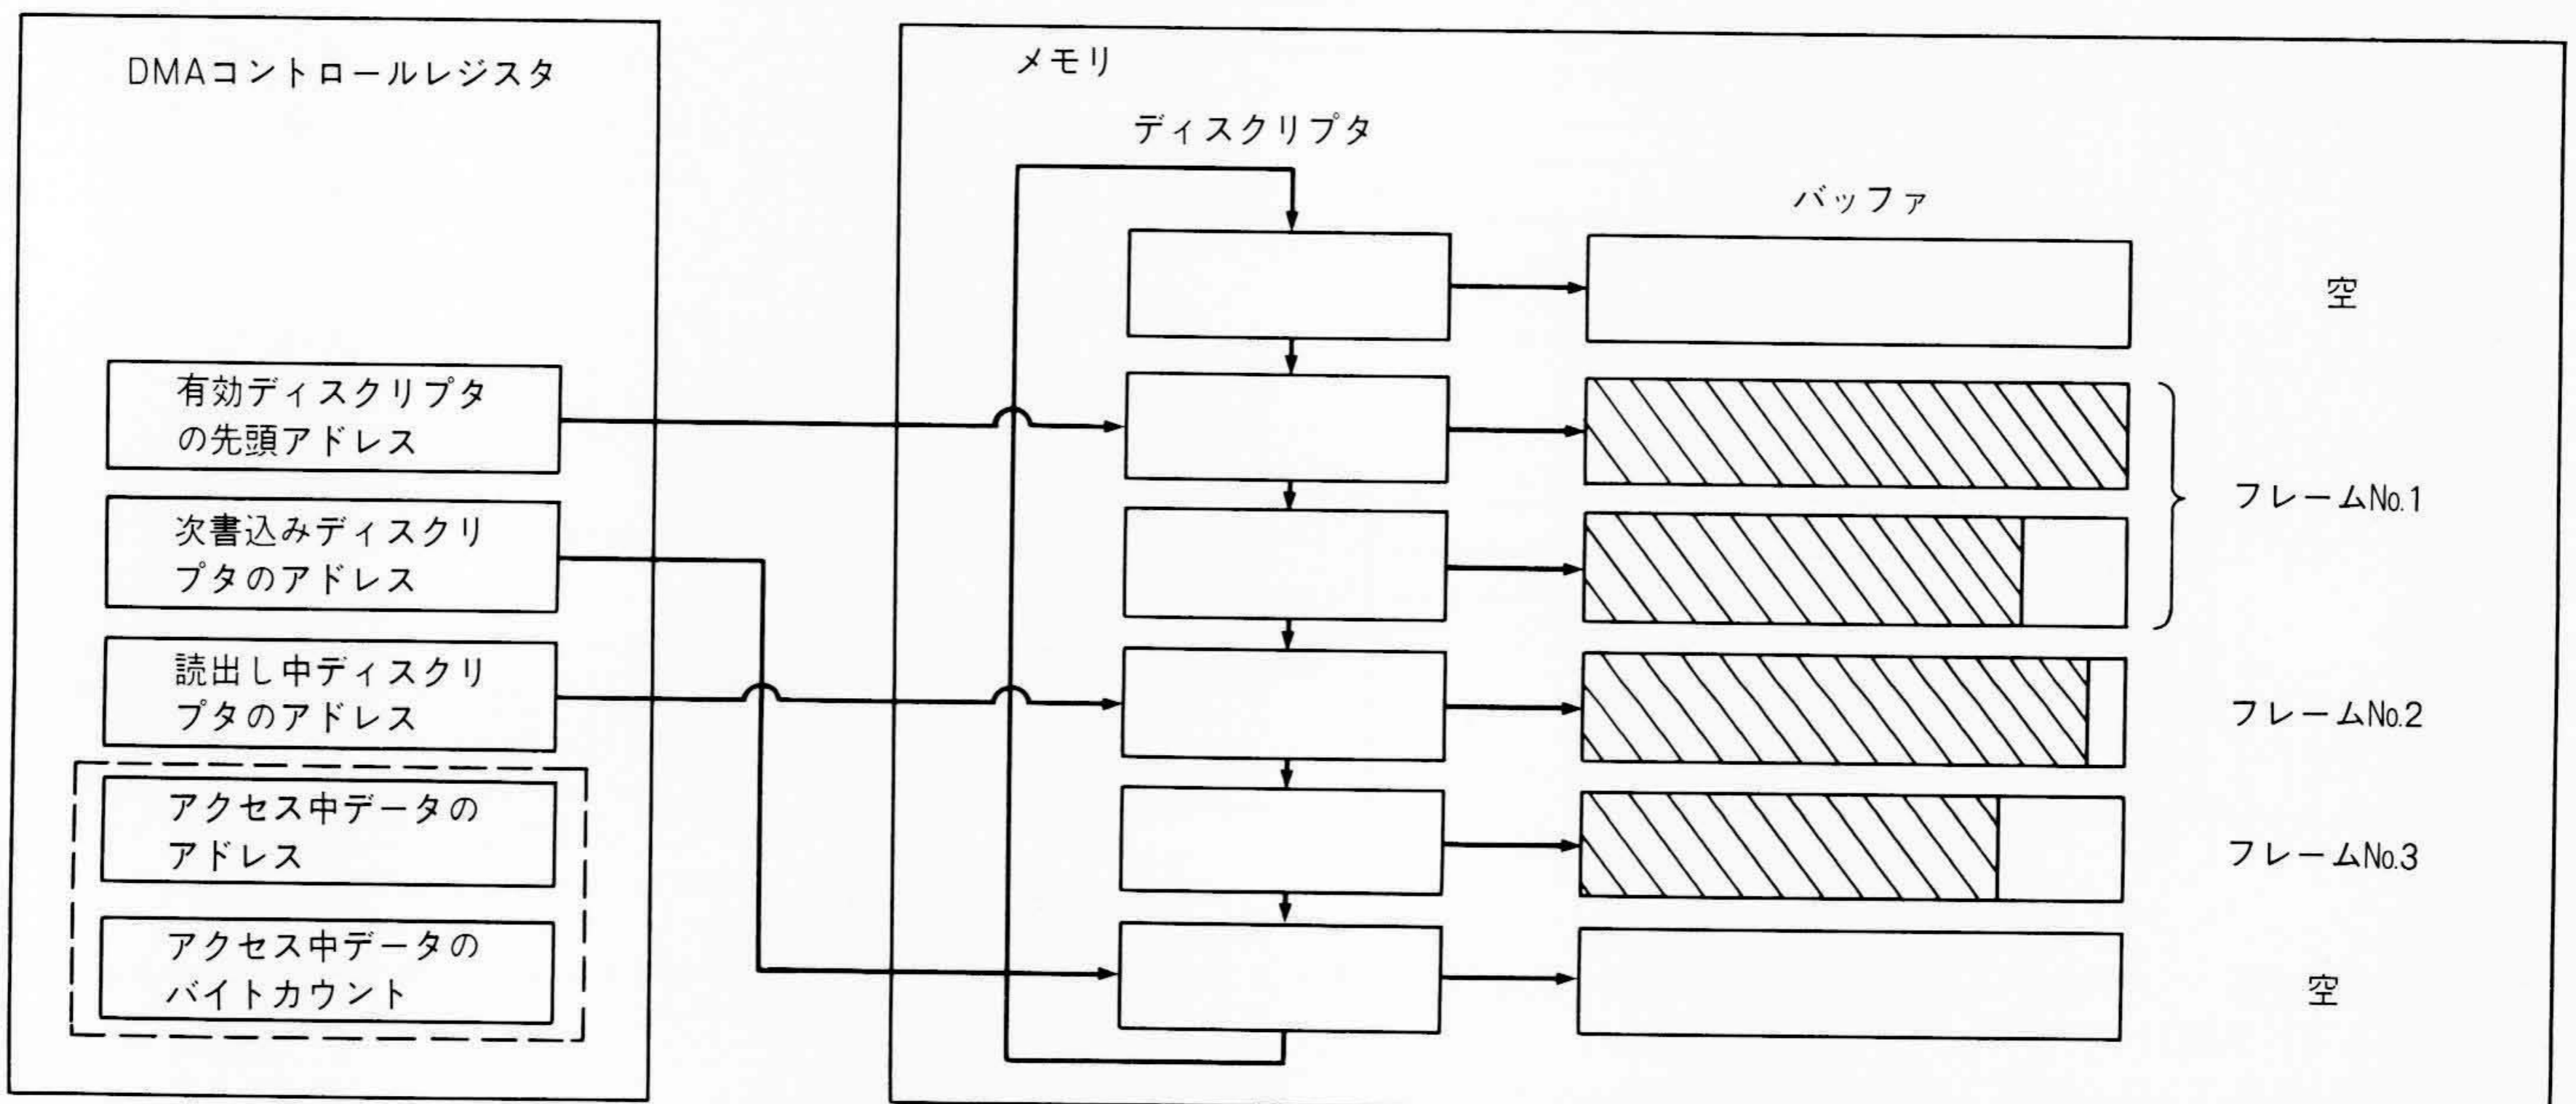 DMAコントロールレジスタ
有効ディスクリプタ
の先頭アドレス
次書込みディスクリ
プタのアドレス
読出し中ディスクリ
プタのアドレス
アクセス中データの
アドレス
アクセス中データの
バイトカウント
メモリ
ディスクリプタ
バッファ
空
フレームNo.1
フレームNo.2
フレームNo.3
空